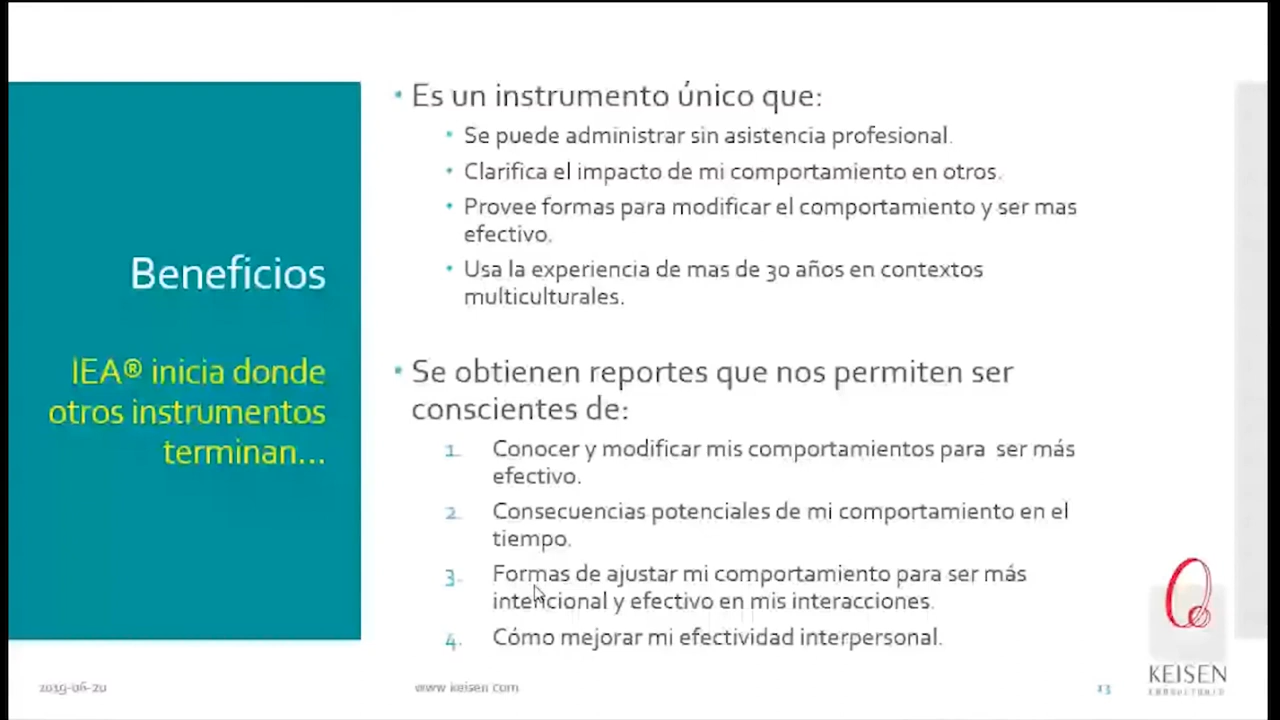 Beneficios
IEA® inicia donde
otros instrumentos
terminan...
• Es un instrumento único que:
• Se puede administrar sin asistencia profesional.
• Clarifica el impacto de mi comportamiento en otros.
• Provee formas para modificar el comportamiento y ser mas
efectivo.
• Usa la experiencia de mas de 30 años en contextos
multiculturales.
• Se obtienen reportes que nos permiten ser
conscientes de:
1. Conocer y modificar mis comportamientos para ser más
efectivo.
2. Consecuencias potenciales de mi comportamiento en el
tiempo.
3. Formas de ajustar mi comportamiento para ser más
intencional y efectivo en mis interacciones.
4. Cómo mejorar mi efectividad interpersonal.
2019-06-20
www.keisen.com
13
KEISEN
CONSULTORES